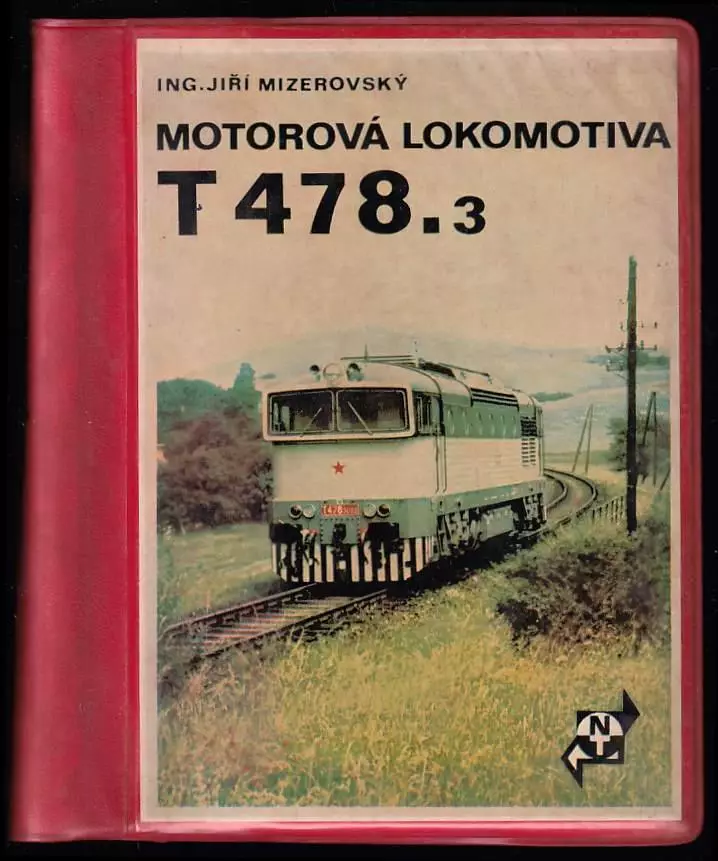 ING.JIŘÍ MIZEROVSKÝ
MOTOROVÁ LOKOMOTIVA
T 478.3
N
T